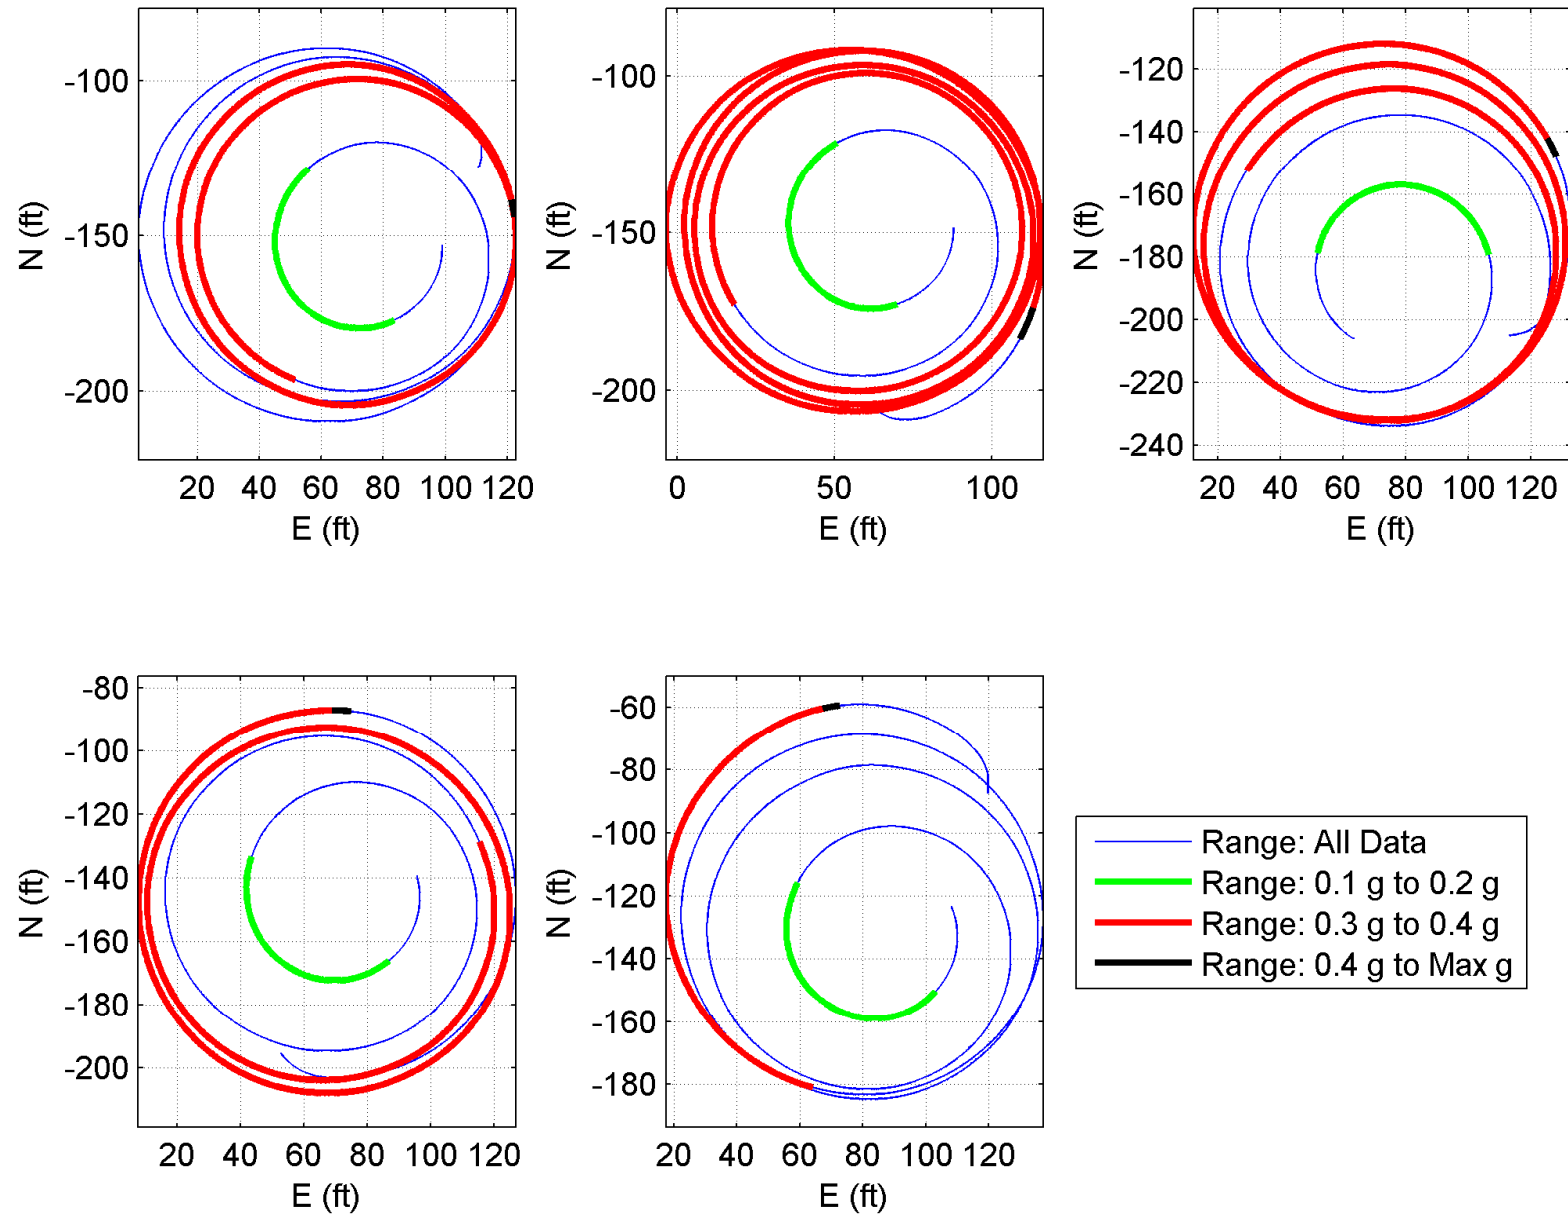 -100
-150
-200
N (ft)
20 40 60 80 100 120
E (ft)
-100
-150
-200
N (ft)
0 50 100
E (ft)
-120
-140
-160
-180
-200
-220
-240
N (ft)
20 40 60 80 100 120
E (ft)
-80
-100
-120
-140
-160
-180
-200
N (ft)
20 40 60 80 100 120
E (ft)
-60
-80
-100
-120
-140
-160
-180
N (ft)
20 40 60 80 100 120
E (ft)
Range: All Data
Range: 0.1 g to 0.2 g
Range: 0.3 g to 0.4 g
Range: 0.4 g to Max g